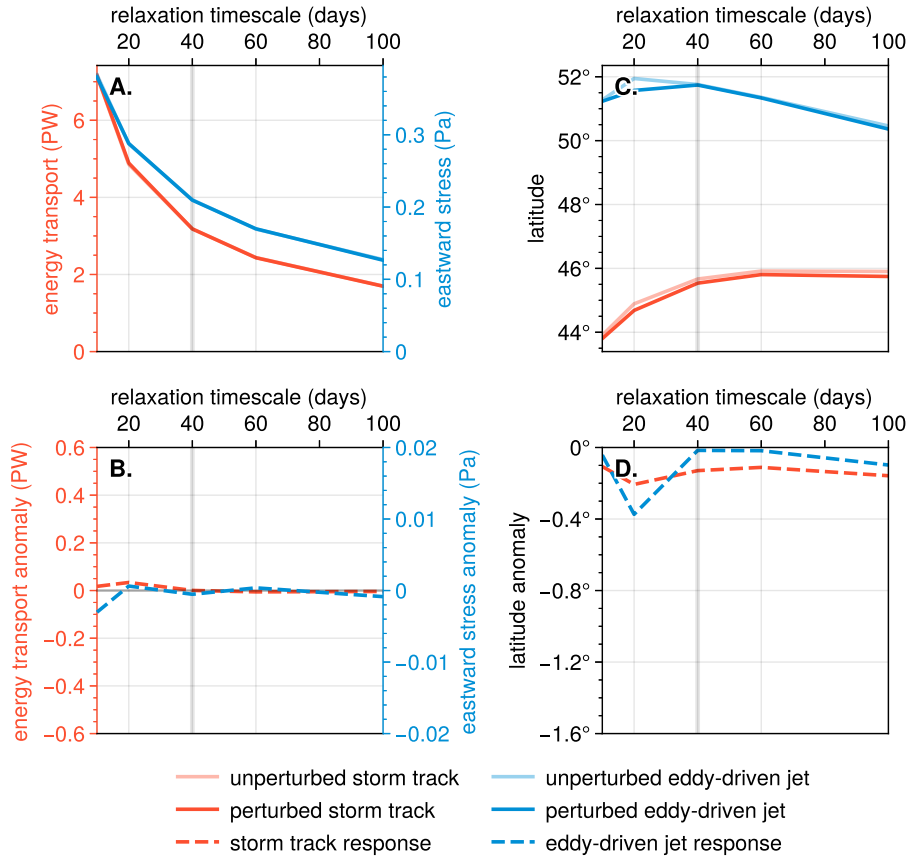 relaxation timescale (days)
20 40 60 80 100
A.
energy transport (PW)
6
4
2
0
eastward stress (Pa)
0.3
0.2
0.1
0
relaxation timescale (days)
20 40 60 80 100
C.
latitude
52°
50°
48°
46°
44°
relaxation timescale (days)
20 40 60 80 100
B.
energy transport anomaly (PW)
0.6
0.4
0.2
0
−0.2
−0.4
−0.6
eastward stress anomaly (Pa)
0.02
0.01
0
−0.01
−0.02
relaxation timescale (days)
20 40 60 80 100
D.
latitude anomaly
0°
−0.4°
−0.8°
−1.2°
−1.6°
unperturbed storm track
perturbed storm track
storm track response
unperturbed eddy-driven jet
perturbed eddy-driven jet
eddy-driven jet response